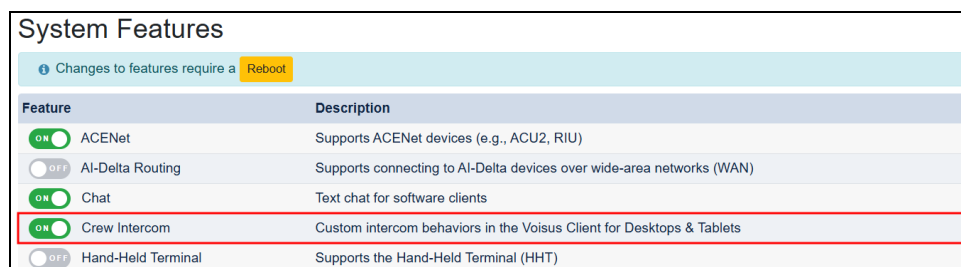 System Features
Changes to features require a Reboot
Feature Description
ON ACENet Supports ACENet devices (e.g., ACU2, RIU)
OFF AI-Delta Routing Supports connecting to AI-Delta devices over wide-area networks (WAN)
ON Chat Text chat for software clients
ON Crew Intercom Custom intercom behaviors in the Voisus Client for Desktops & Tablets
OFF Hand-Held Terminal Supports the Hand-Held Terminal (HHT)